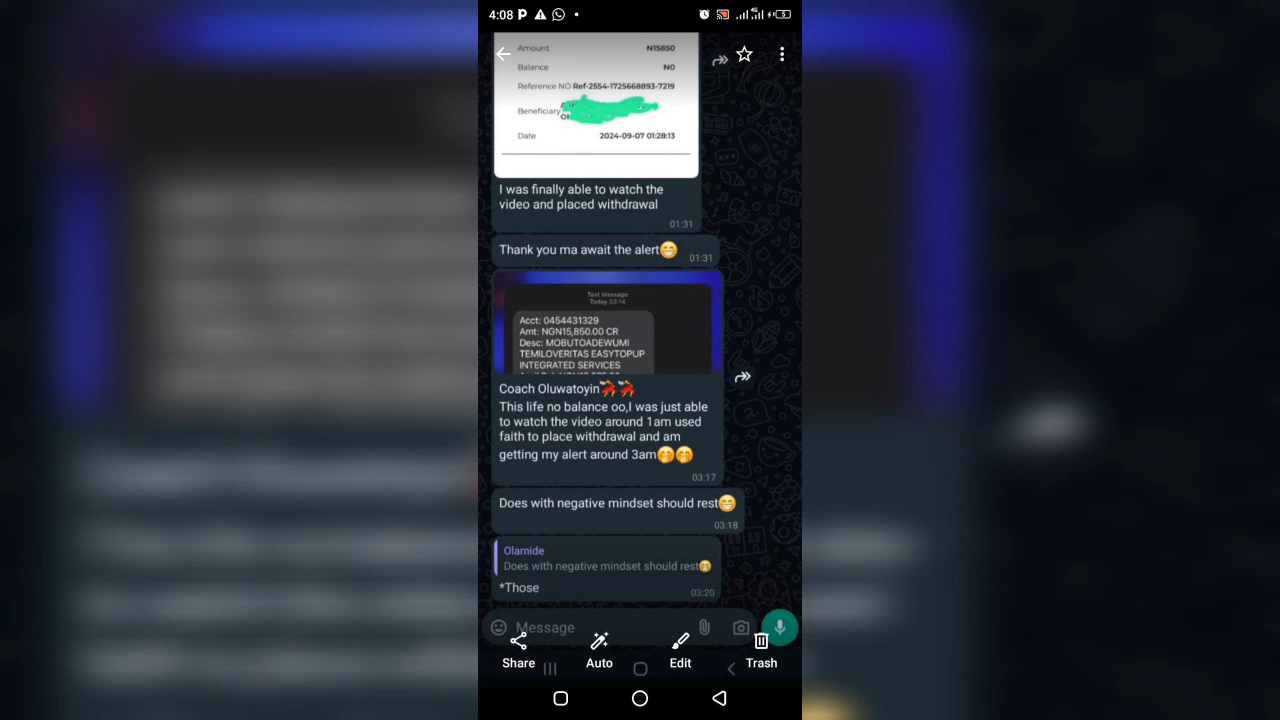 4:08
Amount ₦15850
Balance ₦0
Reference NO Ref-2554-1725668893-7219
Beneficiary
Date 2024-09-07 01:28:13
I was finally able to watch the
video and placed withdrawal
01:31
Thank you ma await the alert
01:31
Text Message
Today 03:14
Acct: 0454431329
Amt: NGN15,850.00 CR
Desc: MOBUTOADEWUMI
TEMILOVERITAS EASYTOPUP
INTEGRATED SERVICES
Coach Oluwatoyin
This life no balance oo,I was just able
to watch the video around 1am used
faith to place withdrawal and am
getting my alert around 3am
03:17
Does with negative mindset should rest
03:18
Olamide
Does with negative mindset should rest
*Those
03:20
Message
Share Auto Edit Trash